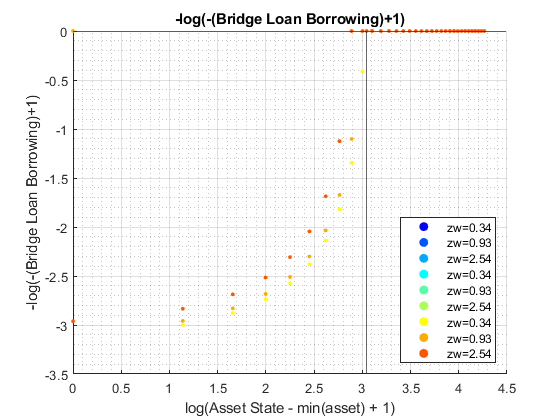 -log(-(Bridge Loan Borrowing)+1)
0
-0.5
-1
-1.5
-2
-2.5
-3
-3.5
-log(-(Bridge Loan Borrowing)+1)
zw=0.34
zw=0.93
zw=2.54
zw=0.34
zw=0.93
zw=2.54
zw=0.34
zw=0.93
zw=2.54
0 0.5 1 1.5 2 2.5 3 3.5 4 4.5
log(Asset State - min(asset) + 1)